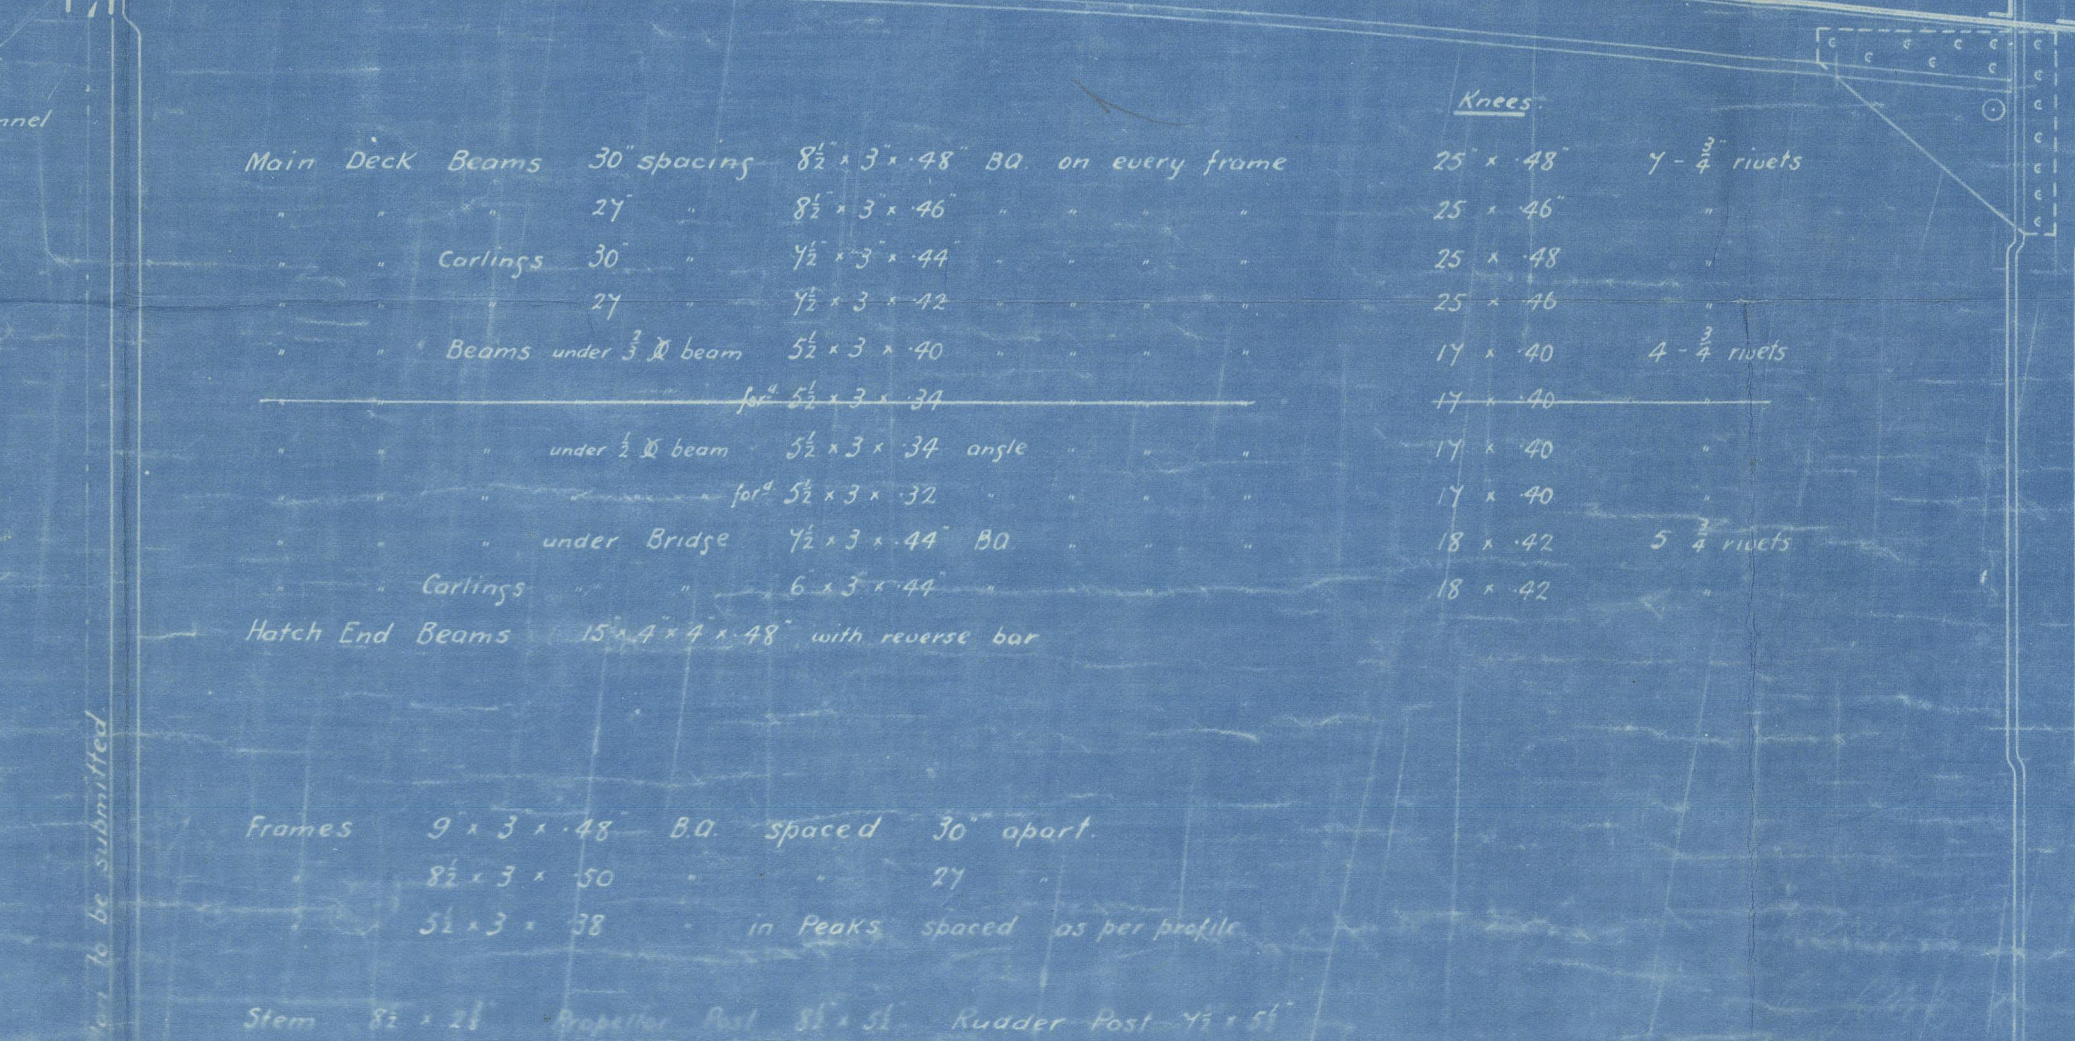 nnel
Knees.
Main Deck Beams 30" spacing 8½" x 3" x .48" BA. on every frame 25" x .48" 7 - ¾" rivets
" " " 27" " 8½" x 3" x .46" " " " " 25 x .46" "
" " Carlings 30" " 7½" x 3" x .44" " " " " 25 x .48 "
" " " 27 " 7½ x 3 x .42 " " " " 25 x .46 "
" " Beams under ⅔ beam 5½ x 3 x .40 " " " " 17 x .40 4 - ¾ rivets
for^d 5½ x 3 x .34 " " " " 17 x .40 "
" " " under ½ beam 5½ x 3 x .34 angle " " " 17 x .40 "
" " " " for^d 5½ x 3 x .32 " " " " 17 x .40 "
" " " under Bridge 7½ x 3 x .44" BA " " " 18 x .42 5 ¾ rivets
" " Carlings " " 6 x 3 x .44 " " " 18 x .42 "
Hatch End Beams 15" x 4" x 4" x .48" with reverse bar
to be submitted
Frames 9" x 3" x .48" B.A. spaced 30" apart.
" 8½ x 3 x .50 " " 27 "
" 5½ x 3 x .38 " in Peaks spaced as per profile
Stem 8½ x 2 Propellor Post 8½ x 5½ Rudder Post 7½ x 5½"